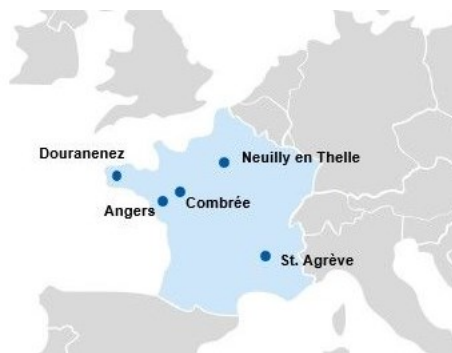 Douranenez
Neuilly en Thelle
Angers
Combrée
St. Agrève